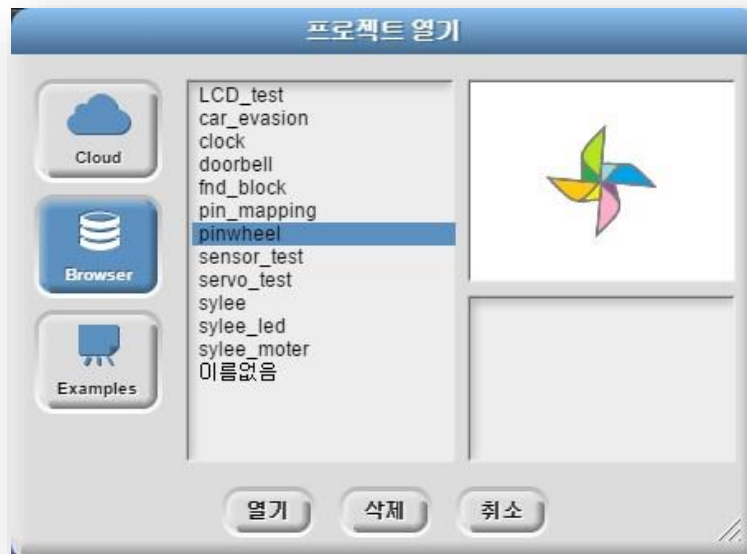 프로젝트 열기
Cloud
Browser
Examples
LCD_test
car_evasion
clock
doorbell
fnd_block
pin_mapping
pinwheel
sensor_test
servo_test
sylee
sylee_led
sylee_moter
이름없음
열기
삭제
취소